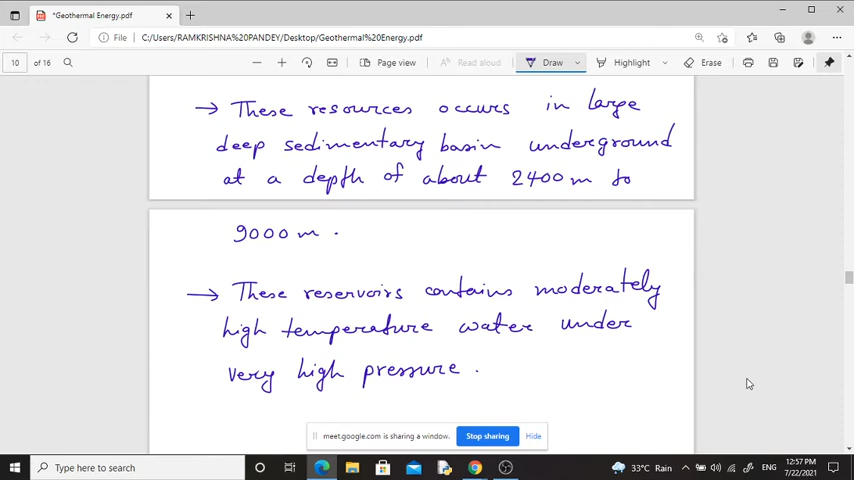 *Geothermal Energy.pdf
File
C:/Users/RAMKRISHNA%20PANDEY/Desktop/Geothermal%20Energy.pdf
10 of 16
Page view
Read aloud
Draw
Highlight
Erase
→ These resources occurs in large
deep sedimentary basin underground
at a depth of about 2400 m to
9000 m .
→ These reservoirs contains moderately
high temperature water under
very high pressure .
meet.google.com is sharing a window.
Stop sharing
Hide
Type here to search
33°C Rain
ENG
12:57 PM
7/22/2021